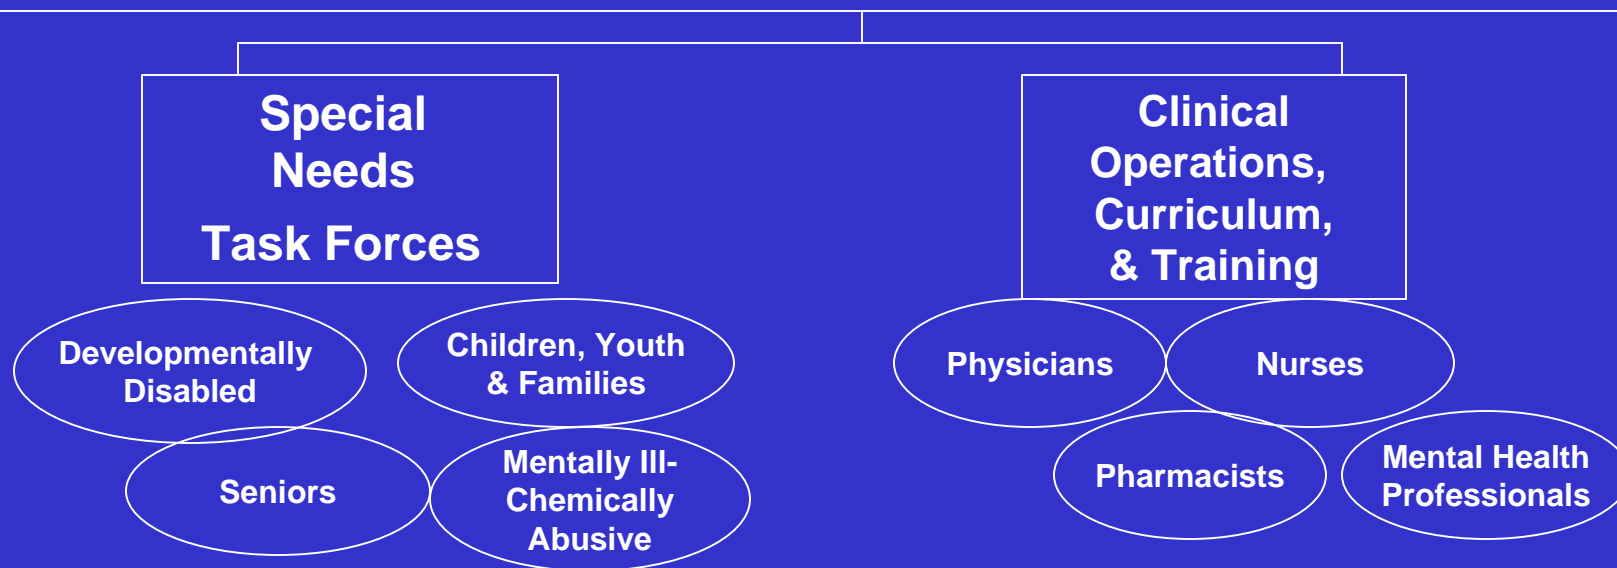 Special
Needs
Task Forces
Clinical
Operations,
Curriculum,
& Training
Developmentally
Disabled
Children, Youth
& Families
Physicians
Nurses
Seniors
Mentally Ill-
Chemically
Abusive
Pharmacists
Mental Health
Professionals